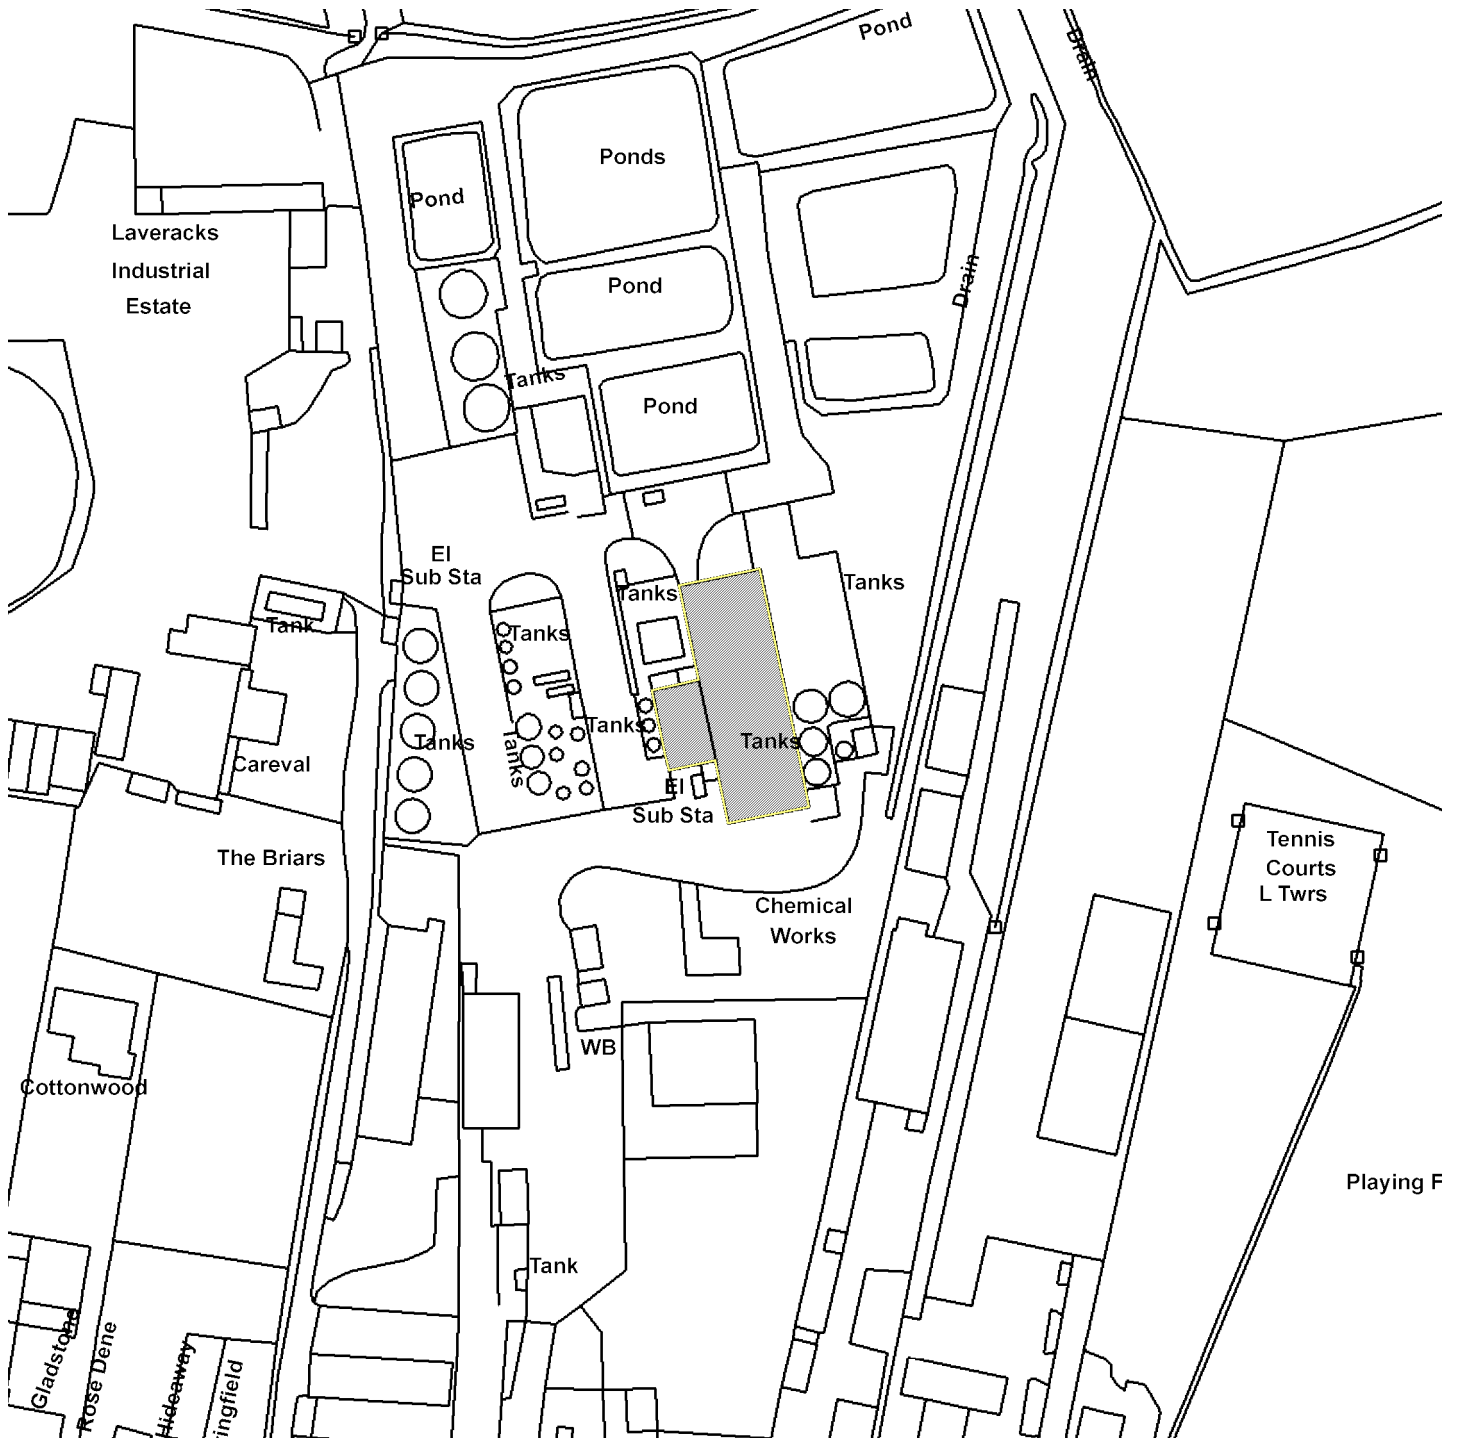 Pond
Drain
Ponds
Pond
Laveracks
Industrial
Estate
Drain
Pond
Tanks
Pond
El
Sub Sta
Tanks
Tanks
Tank
Tanks
Tanks
Tanks
Tanks
Tanks
Careval
El
Sub Sta
Tennis
Courts
L Twrs
The Briars
Chemical
Works
WB
Cottonwood
Playing F
Tank
Gladstone
Rose Dene
Hideaway
ingfield